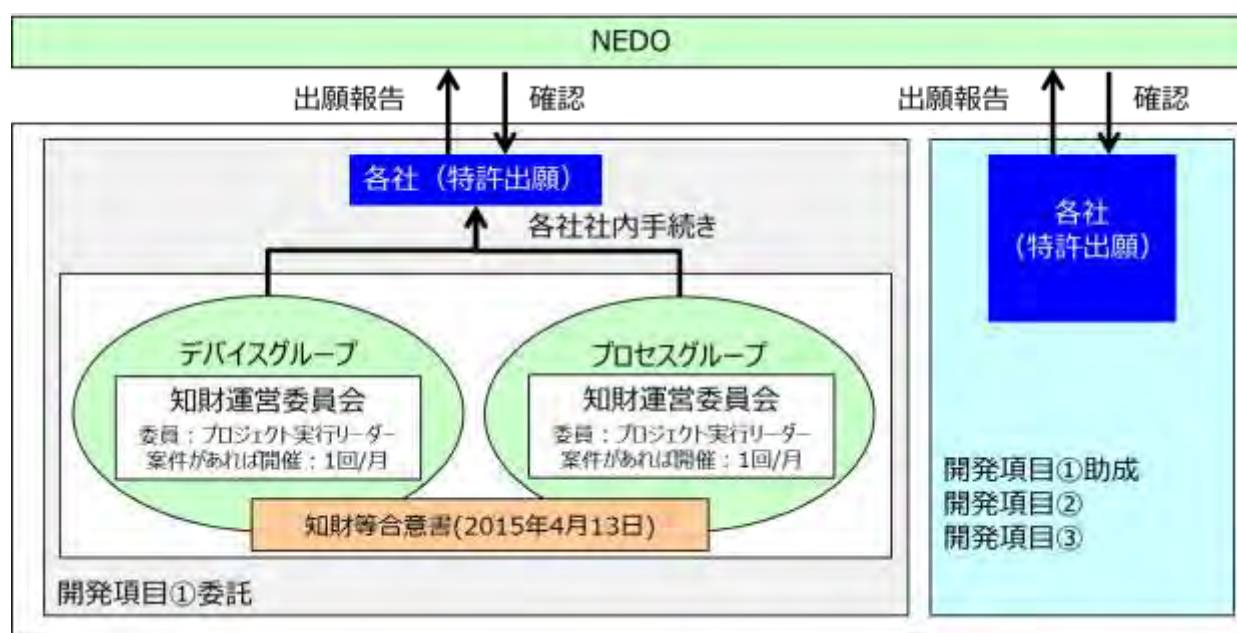 NEDO
出願報告
確認
出願報告
確認
各社（特許出願）
各社社内手続き
デバイスグループ
知財運営委員会
委員：プロジェクト実行リーダー
案件があれば開催：1回/月
プロセスグループ
知財運営委員会
委員：プロジェクト実行リーダー
案件があれば開催：1回/月
知財等合意書(2015年4月13日)
開発項目①委託
各社
（特許出願）
開発項目①助成
開発項目②
開発項目③